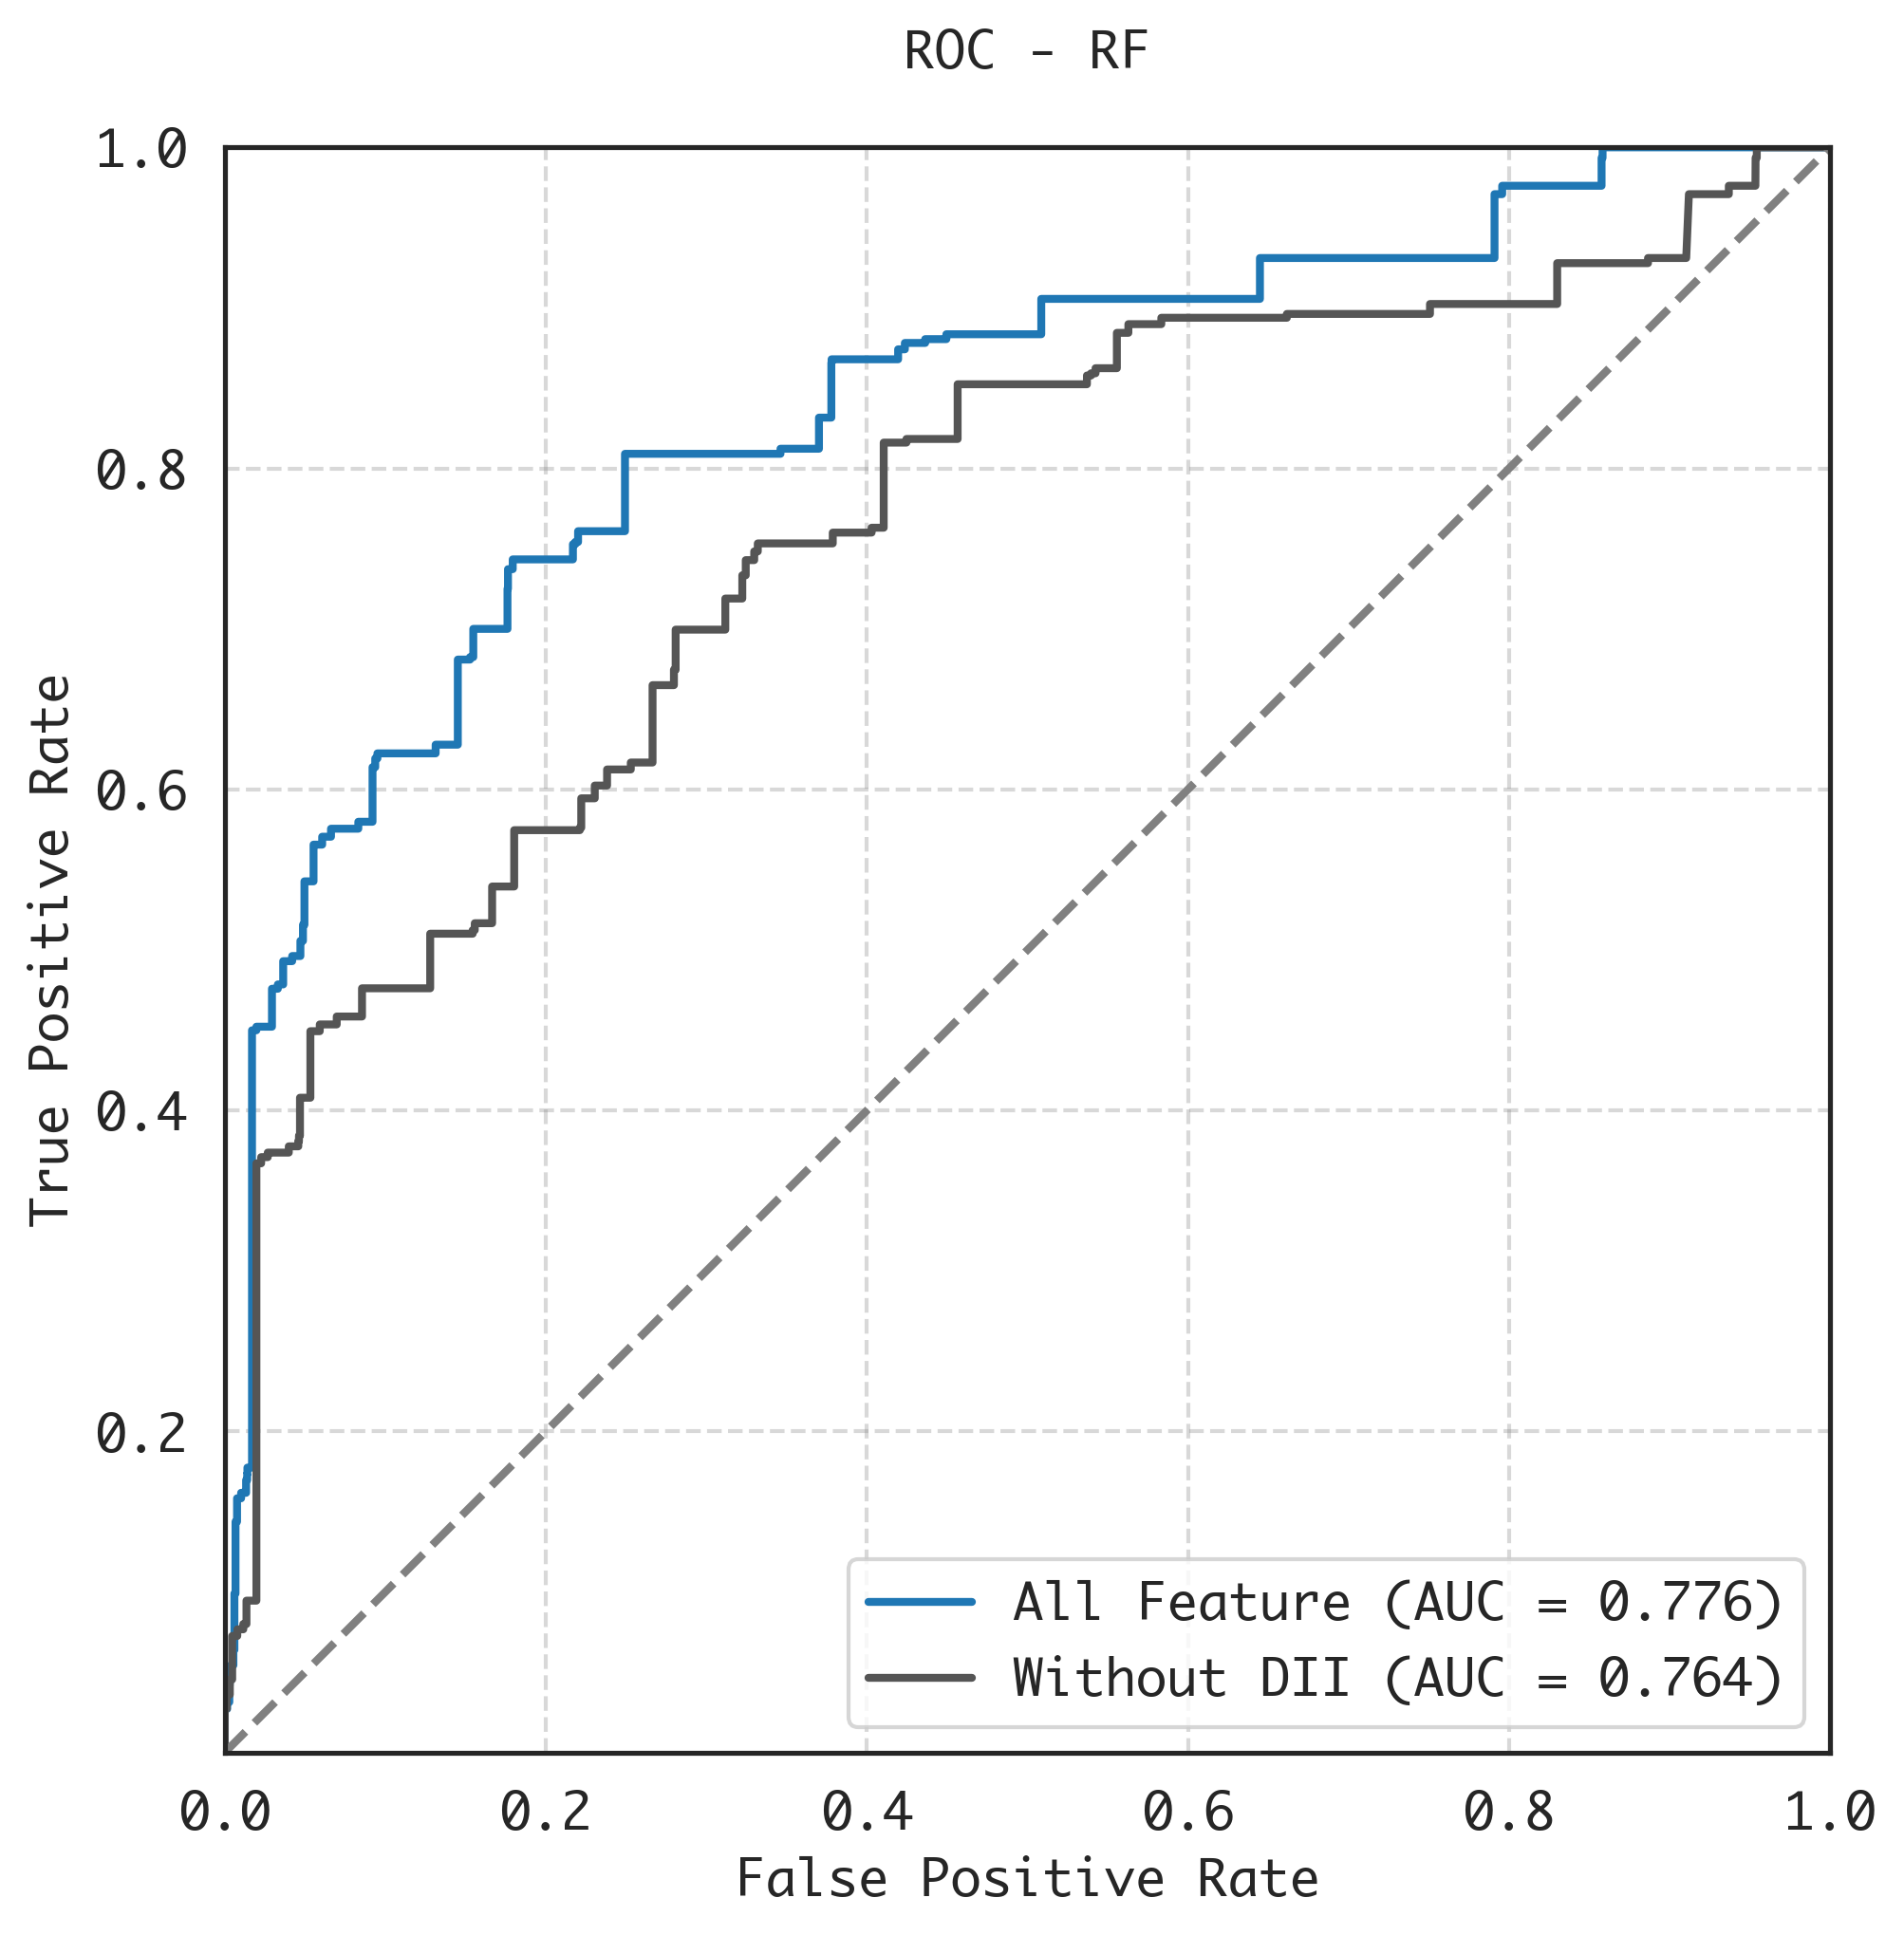 ROC - RF
1.0
0.8
0.6
0.4
0.2
True Positive Rate
0.0 0.2 0.4 0.6 0.8 1.0
False Positive Rate
All Feature (AUC = 0.776)
Without DII (AUC = 0.764)